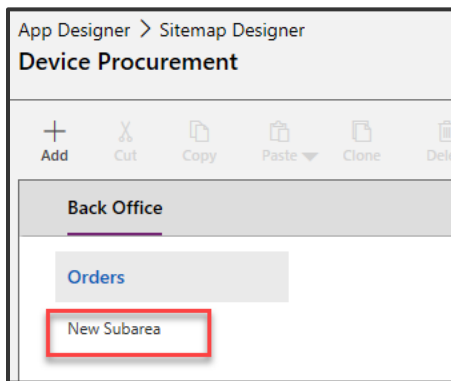 App Designer > Sitemap Designer
Device Procurement
Add Cut Copy Paste Clone
Back Office
Orders
New Subarea